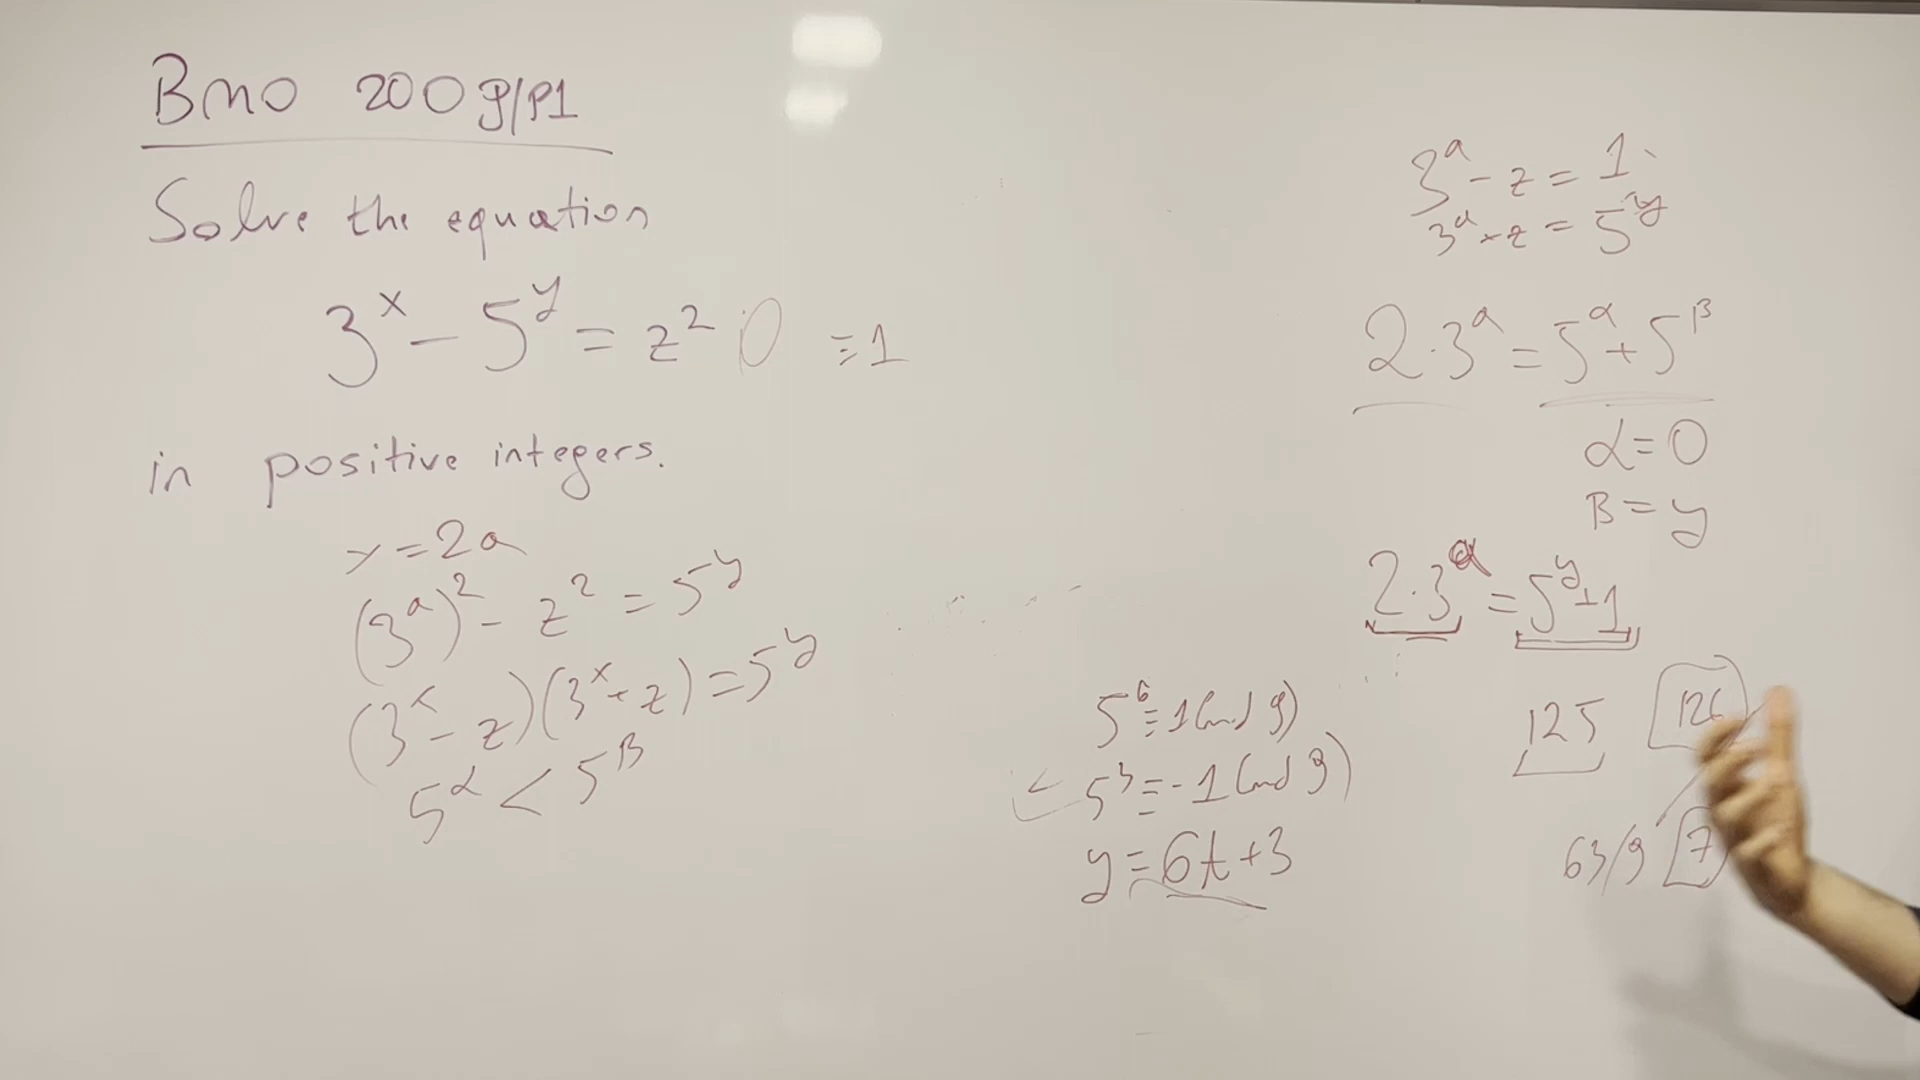 BMO 2009/P1
Solve the equation
3^x - 5^y = z^2 0 ≡ 1
in positive integers.
x = 2a
(3^a)^2 - z^2 = 5^y
(3^x - z)(3^x + z) = 5^y
5^α < 5^β
5^6 ≡ 1 (mod 9)
5^3 ≡ -1 (mod 9)
y = 6t + 3
3^a - z = 1
3^a + z = 5^y
2·3^a = 5^α + 5^β
α = 0
β = y
2·3^a = 5^y + 1
125 126
63/9 7